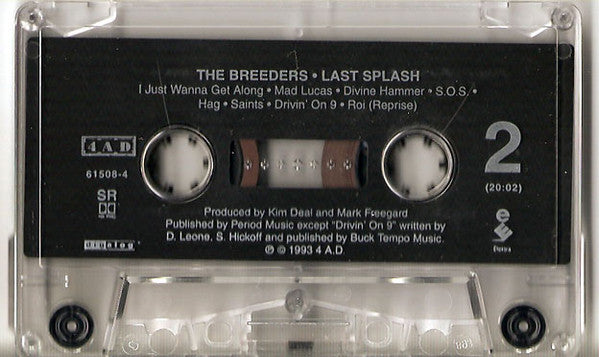 THE BREEDERS • LAST SPLASH
I Just Wanna Get Along • Mad Lucas • Divine Hammer • S.O.S. •
Hag • Saints • Drivin' On 9 • Roi (Reprise)
4AD
61508-4
SR
2
(20:02)
Produced by Kim Deal and Mark Freegard
Published by Period Music except "Drivin' On 9" written by
D. Leone, S. Hickoff and published by Buck Tempo Music.
℗ © 1993 4 A.D.
Elektra